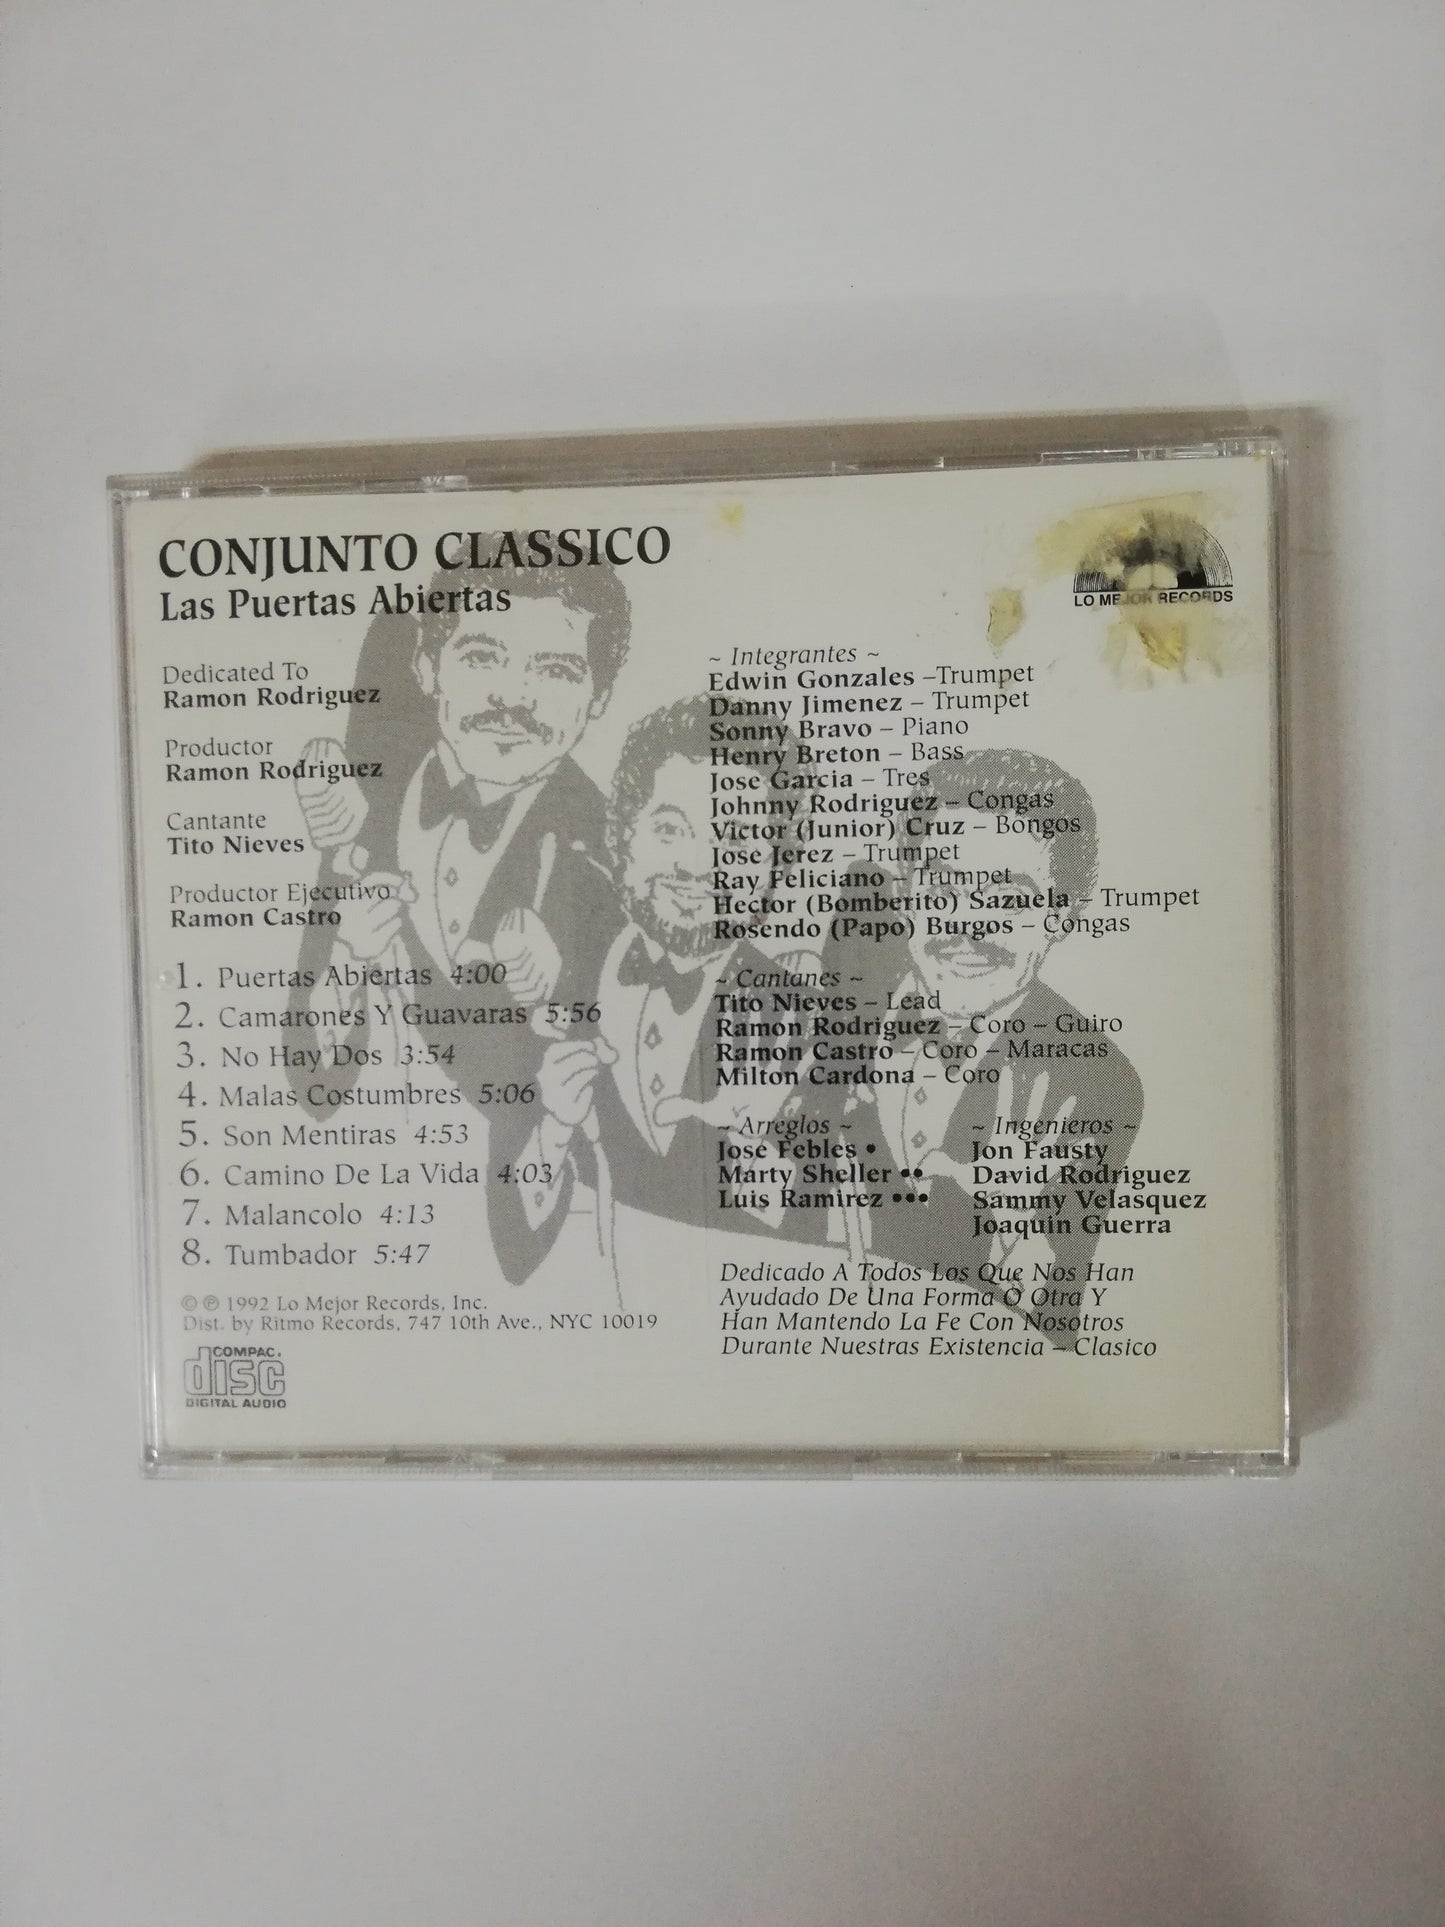 CONJUNTO CLASSICO
Las Puertas Abiertas
LO MEJOR RECORDS
Dedicated To
Ramon Rodriguez
Productor
Ramon Rodriguez
Cantante
Tito Nieves
Productor Ejecutivo
Ramon Castro
1. Puertas Abiertas 4:00
2. Camarones Y Guavaras 5:56
3. No Hay Dos 3:54
4. Malas Costumbres 5:06
5. Son Mentiras 4:53
6. Camino De La Vida 4:03
7. Malancolo 4:13
8. Tumbador 5:47
© ℗ 1992 Lo Mejor Records, Inc.
Dist. by Ritmo Records, 747 10th Ave., NYC 10019
COMPAC.
disc
DIGITAL AUDIO
~ Integrantes ~
Edwin Gonzales –Trumpet
Danny Jimenez – Trumpet
Sonny Bravo – Piano
Henry Breton – Bass
Jose Garcia – Tres
Johnny Rodriguez – Congas
Victor (Junior) Cruz – Bongos
Jose Jerez – Trumpet
Ray Feliciano – Trumpet
Hector (Bomberito) Sazuela – Trumpet
Rosendo (Papo) Burgos – Congas
~ Cantanes ~
Tito Nieves – Lead
Ramon Rodriguez – Coro – Guiro
Ramon Castro – Coro – Maracas
Milton Cardona – Coro
~ Arreglos ~
Jose Febles •
Marty Sheller ••
Luis Ramirez •••
~ Ingenieros ~
Jon Fausty
David Rodriguez
Sammy Velasquez
Joaquin Guerra
Dedicado A Todos Los Que Nos Han
Ayudado De Una Forma O Otra Y
Han Mantendo La Fe Con Nosotros
Durante Nuestras Existencia – Clasico